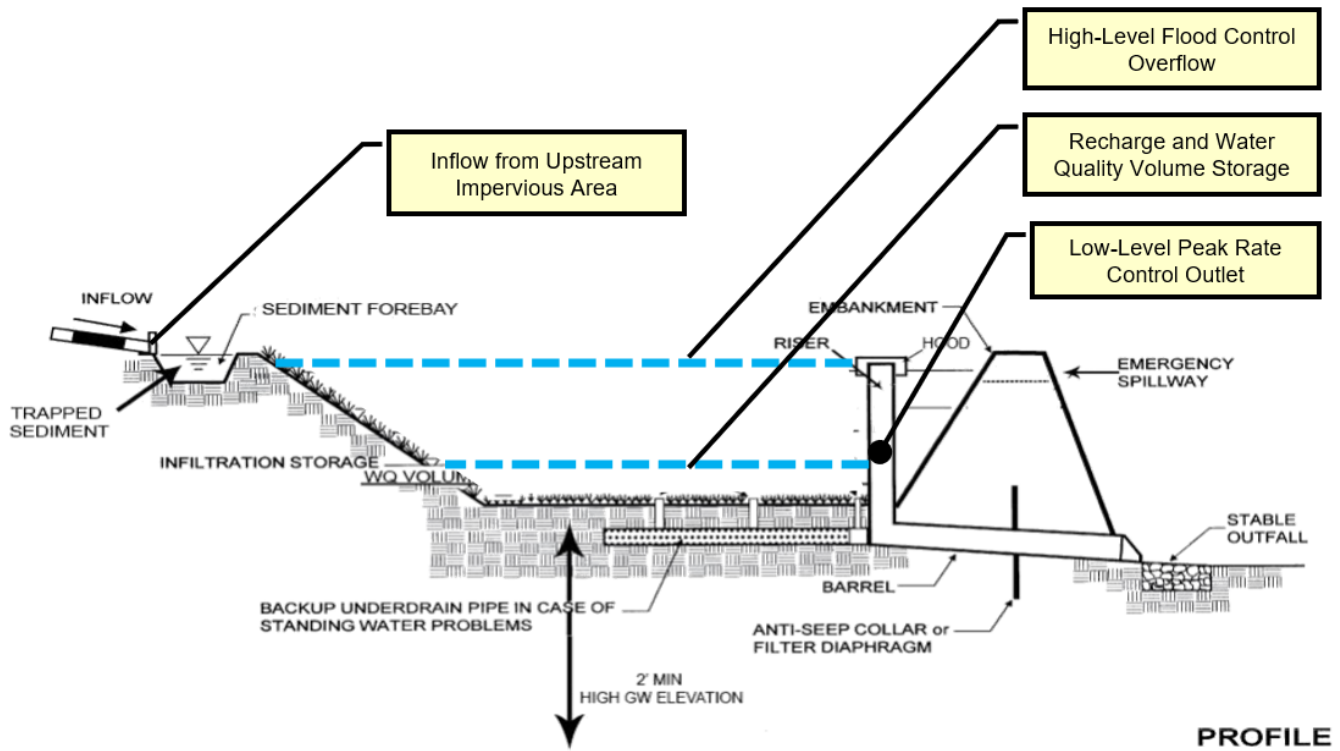 High-Level Flood Control
Overflow
Recharge and Water
Quality Volume Storage
Inflow from Upstream
Impervious Area
Low-Level Peak Rate
Control Outlet
INFLOW
SEDIMENT FOREBAY
EMBANKMENT
RISER
HOOD
EMERGENCY
SPILLWAY
TRAPPED
SEDIMENT
INFILTRATION STORAGE
WQ VOLUM
STABLE
OUTFALL
BARREL
BACKUP UNDERDRAIN PIPE IN CASE OF
STANDING WATER PROBLEMS
ANTI-SEEP COLLAR or
FILTER DIAPHRAGM
2' MIN
HIGH GW ELEVATION
PROFILE